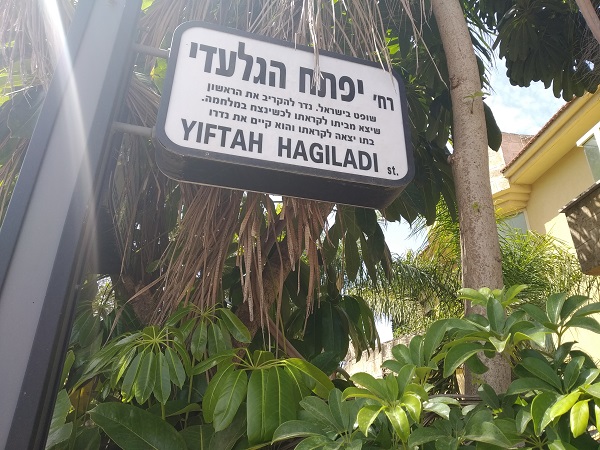 רח' יפתח הגלעדי
שופט בישראל. נדר להקריב את הראשון
שיצא מביתו לקראתו לכשינצח במלחמה.
בתו יצאה לקראתו והוא קיים את נדרו
YIFTAH HAGILADI st.